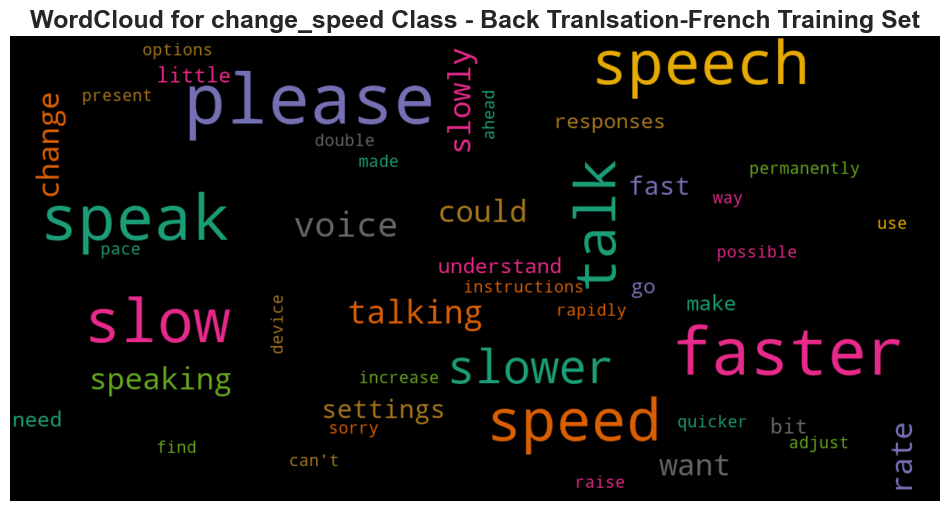 WordCloud for change_speed Class - Back Tranlsation-French Training Set
options
little
present
please
change
double
made
slowly
ahead
speech
responses
talk
fast
permanently
way
use
speak
pace
voice
could
understand
instructions
possible
go
rapidly
make
slow
device
talking
faster
speaking
increase
slower
settings
sorry
speed
need
find
can't
quicker
bit
adjust
want
raise
rate